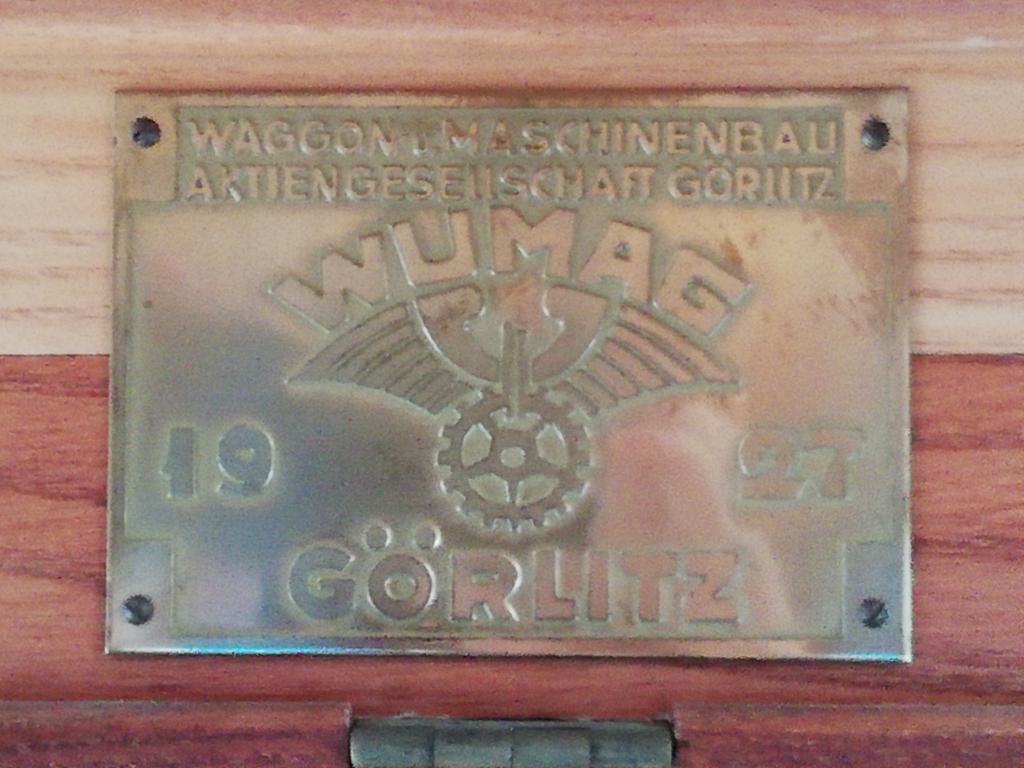 WAGGON u. MASCHINENBAU
AKTIENGESELLSCHAFT GÖRLITZ
WUMAG
19 27
GÖRLITZ